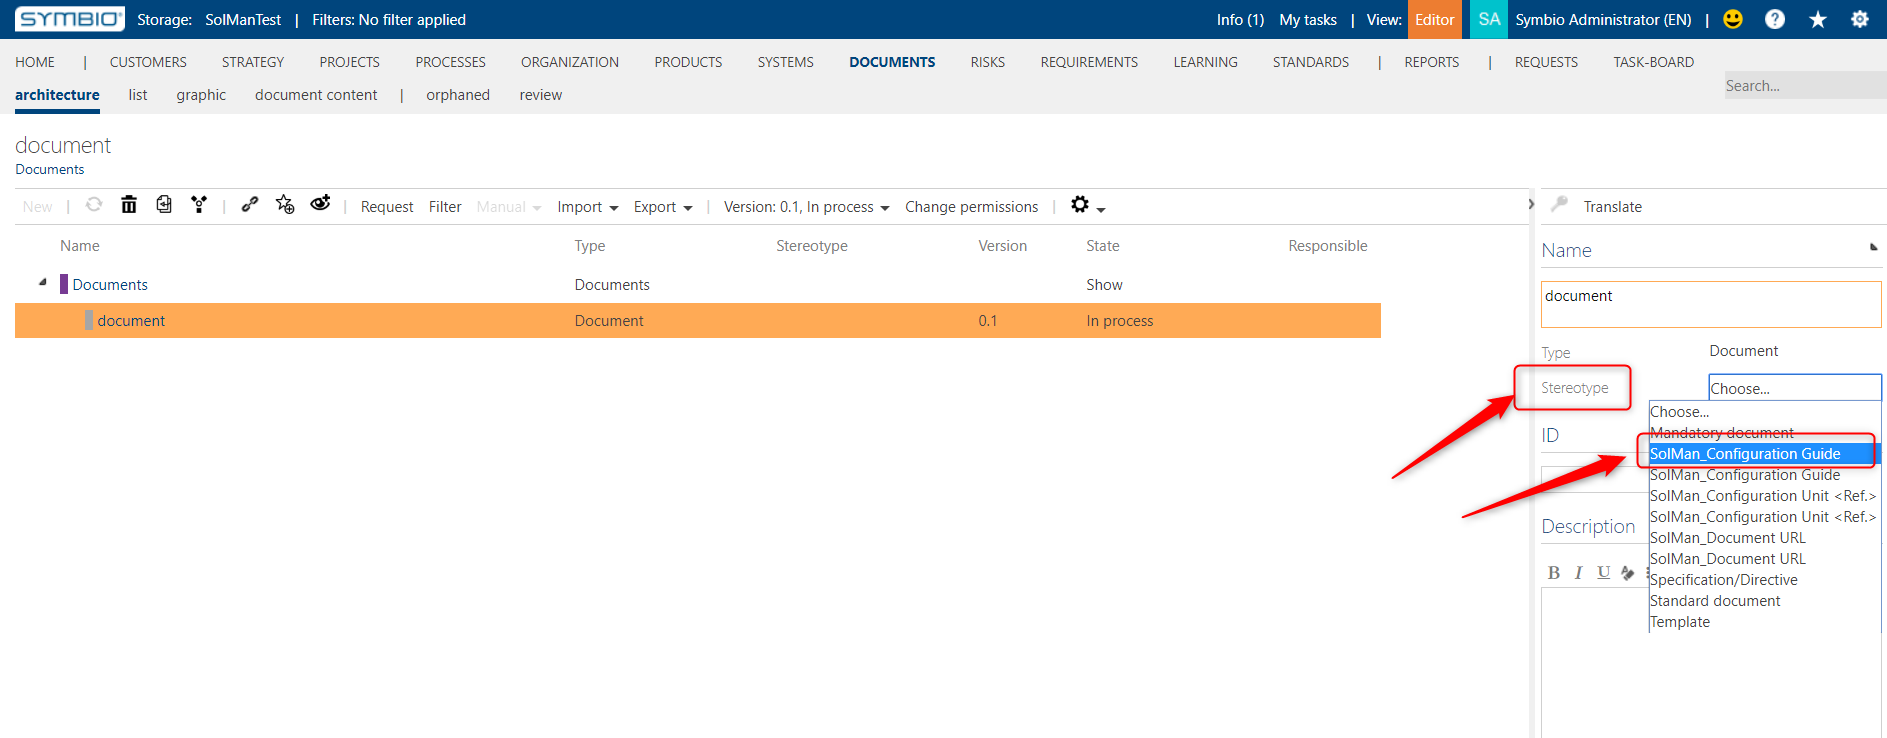 SYMBIO® Storage: SolManTest | Filters: No filter applied Info (1) My tasks | View: Editor SA Symbio Administrator (EN) |
HOME | CUSTOMERS STRATEGY PROJECTS PROCESSES ORGANIZATION PRODUCTS SYSTEMS DOCUMENTS RISKS REQUIREMENTS LEARNING STANDARDS | REPORTS | REQUESTS TASK-BOARD
Search...
architecture list graphic document content | orphaned review
document
Documents
New | | | Request Filter Manual Import Export | Version: 0.1, In process Change permissions | Translate
Name Type Stereotype Version State Responsible
Name
Documents Documents Show
document
document Document 0.1 In process
Type Document
Stereotype Choose...
Choose...
Mandatory document
ID
SolMan_Configuration Guide
SolMan_Configuration Guide
SolMan_Configuration Unit <Ref.>
SolMan_Configuration Unit <Ref.>
Description
SolMan_Document URL
SolMan_Document URL
B I U
Specification/Directive
Standard document
Template